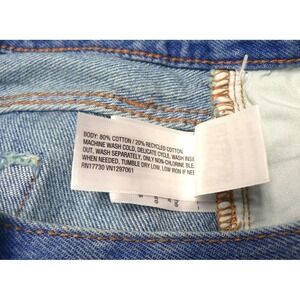 BODY: 80% COTTON / 20% RECYCLED COTTON
MACHINE WASH COLD, DELICATE CYCLE, WASH INSI
OUT, WASH SEPARATELY, ONLY NON-CHLORINE BLE
WHEN NEEDED, TUMBLE DRY LOW, LOW IRON IF NEE
RN17730 VN1297061